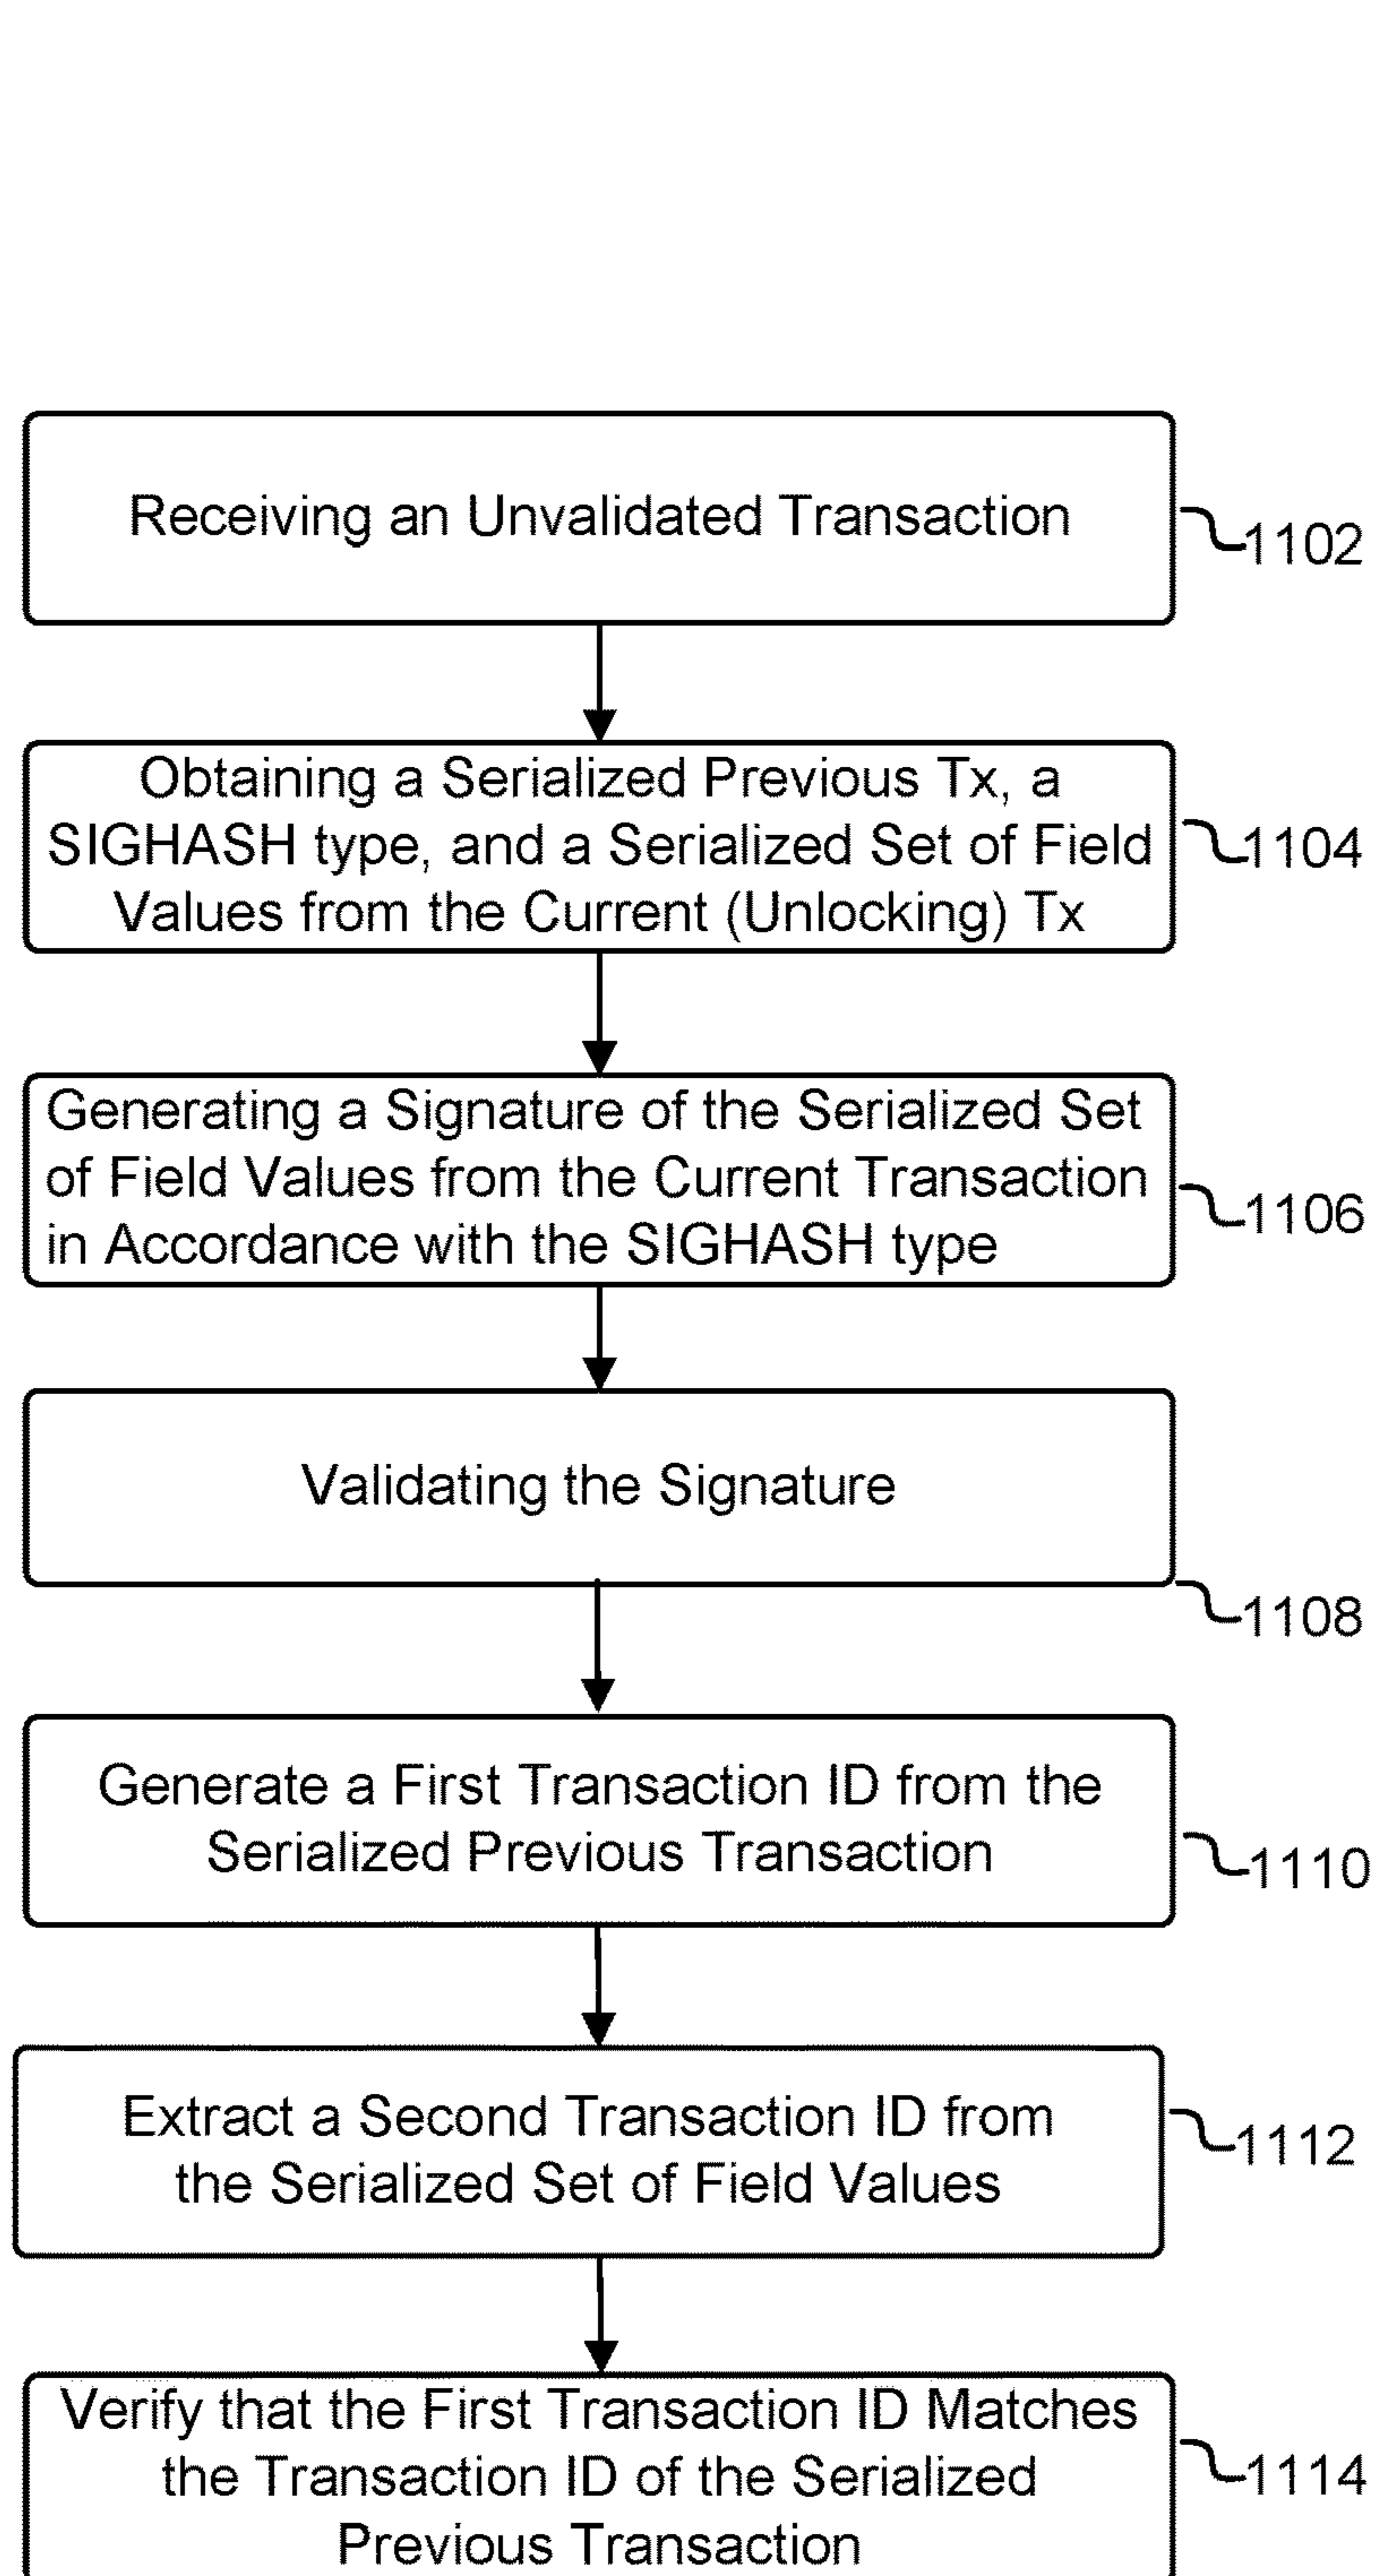 Receiving an Unvalidated Transaction
1102
Obtaining a Serialized Previous Tx, a
SIGHASH type, and a Serialized Set of Field
Values from the Current (Unlocking) Tx
1104
Generating a Signature of the Serialized Set
of Field Values from the Current Transaction
in Accordance with the SIGHASH type
1106
Validating the Signature
1108
Generate a First Transaction ID from the
Serialized Previous Transaction
1110
Extract a Second Transaction ID from
the Serialized Set of Field Values
1112
Verify that the First Transaction ID Matches
the Transaction ID of the Serialized
Previous Transaction
1114